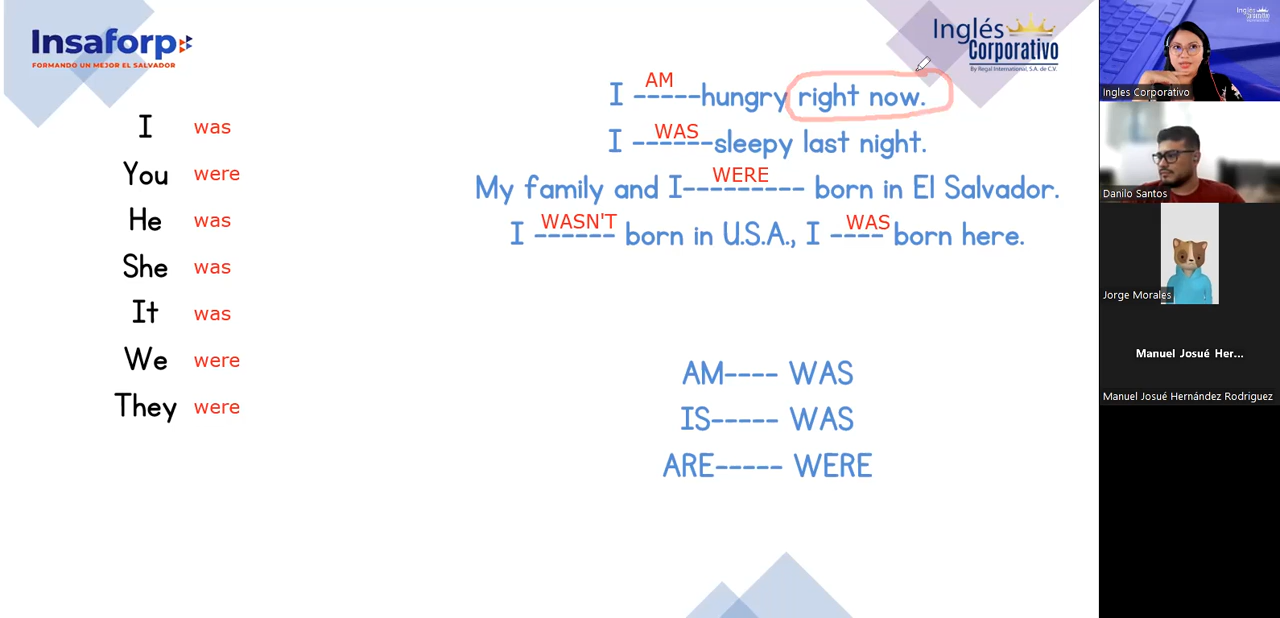 Insaforp
FORMANDO UN MEJOR EL SALVADOR
Inglés
Corporativo
By Regal International, S.A. de C.V.
I was
You were
He was
She was
It was
We were
They were
AM
I -----hungry right now.
WAS
I ------sleepy last night.
WERE
My family and I--------- born in El Salvador.
WASN'T WAS
I ------ born in U.S.A., I ---- born here.
AM---- WAS
IS----- WAS
ARE----- WERE
Ingles Corporativo
Danilo Santos
Jorge Morales
Manuel Josué Her...
Manuel Josué Hernández Rodriguez